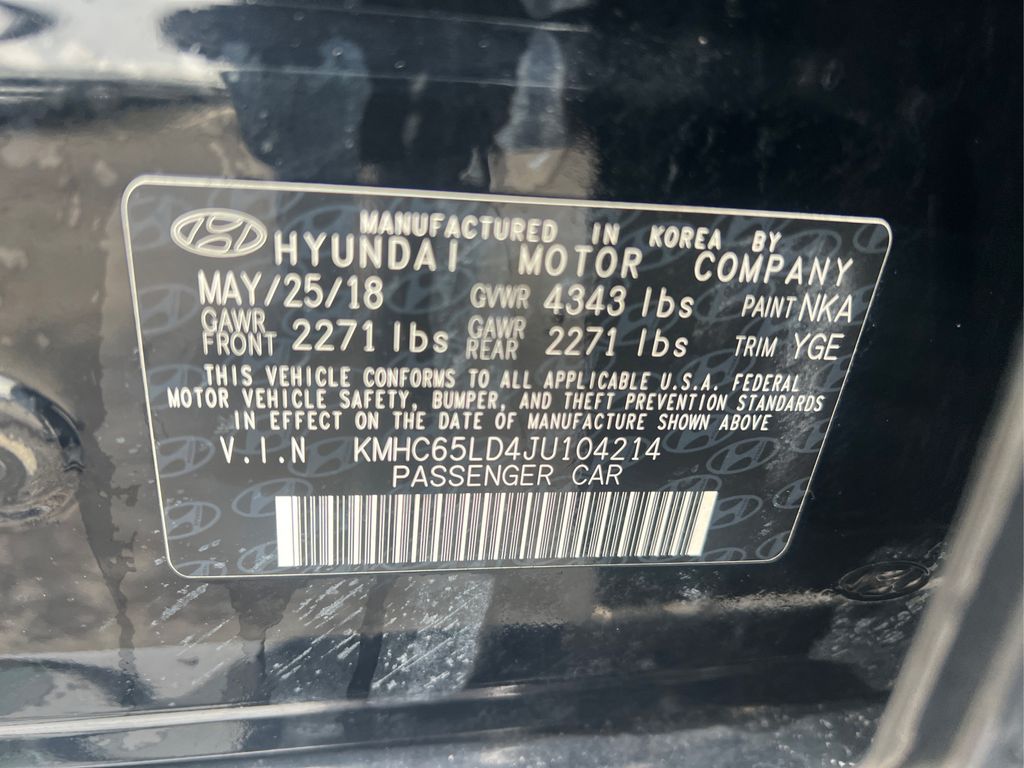 MANUFACTURED IN KOREA BY
HYUNDAI MOTOR COMPANY
MAY/25/18 GVWR 4343 lbs PAINT NKA
GAWR FRONT 2271 lbs GAWR REAR 2271 lbs TRIM YGE
THIS VEHICLE CONFORMS TO ALL APPLICABLE U.S.A. FEDERAL
MOTOR VEHICLE SAFETY, BUMPER, AND THEFT PREVENTION STANDARDS
IN EFFECT ON THE DATE OF MANUFACTURE SHOWN ABOVE
V.I.N KMHC65LD4JU104214
PASSENGER CAR